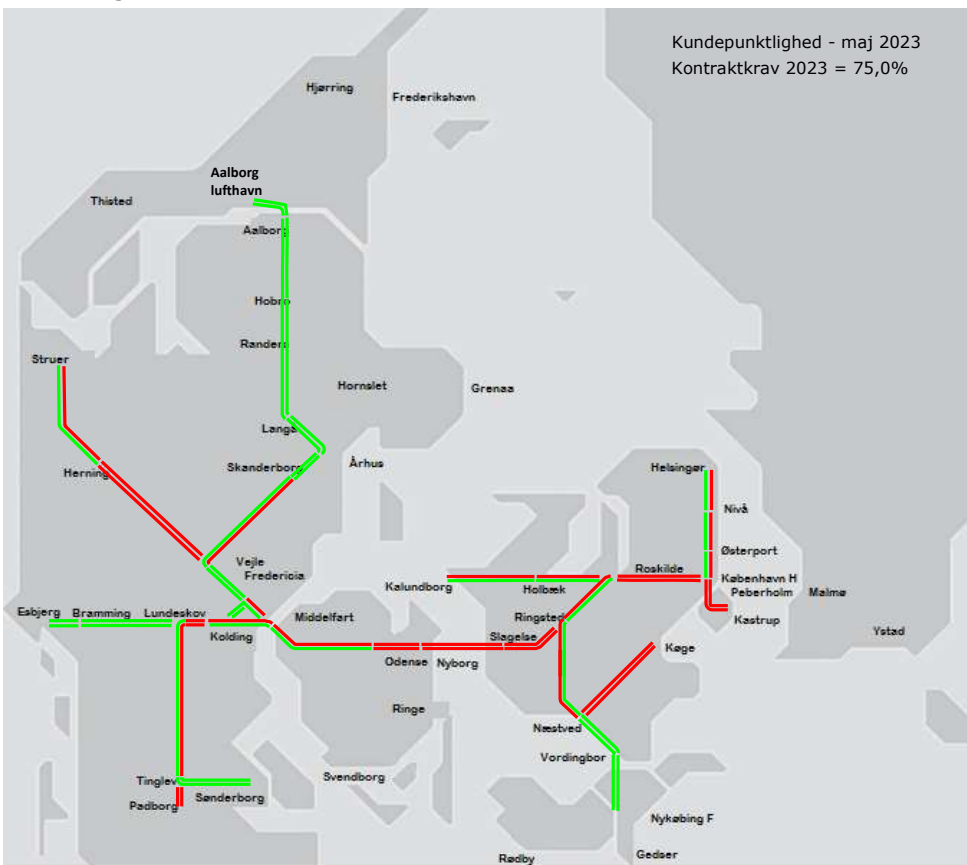 Kundepunktlighed - maj 2023
Kontraktkrav 2023 = 75,0%
Hjørring
Frederikshavn
Aalborg
lufthavn
Thisted
Aalborg
Hobro
Randers
Struer
Hornslet
Grenaa
Langå
Århus
Skanderborg
Herning
Helsingør
Nivå
Østerport
Vejle
Fredericia
Roskilde
København H
Kalundborg
Holbæk
Peberholm
Malmø
Esbjerg
Bramming
Lundeskov
Middelfart
Ringsted
Kastrup
Kolding
Slagelse
Ystad
Køge
Odense
Nyborg
Ringe
Næstved
Vordingbor
Tinglev
Svendborg
Sønderborg
Padborg
Nykøbing F
Rødby
Gedser